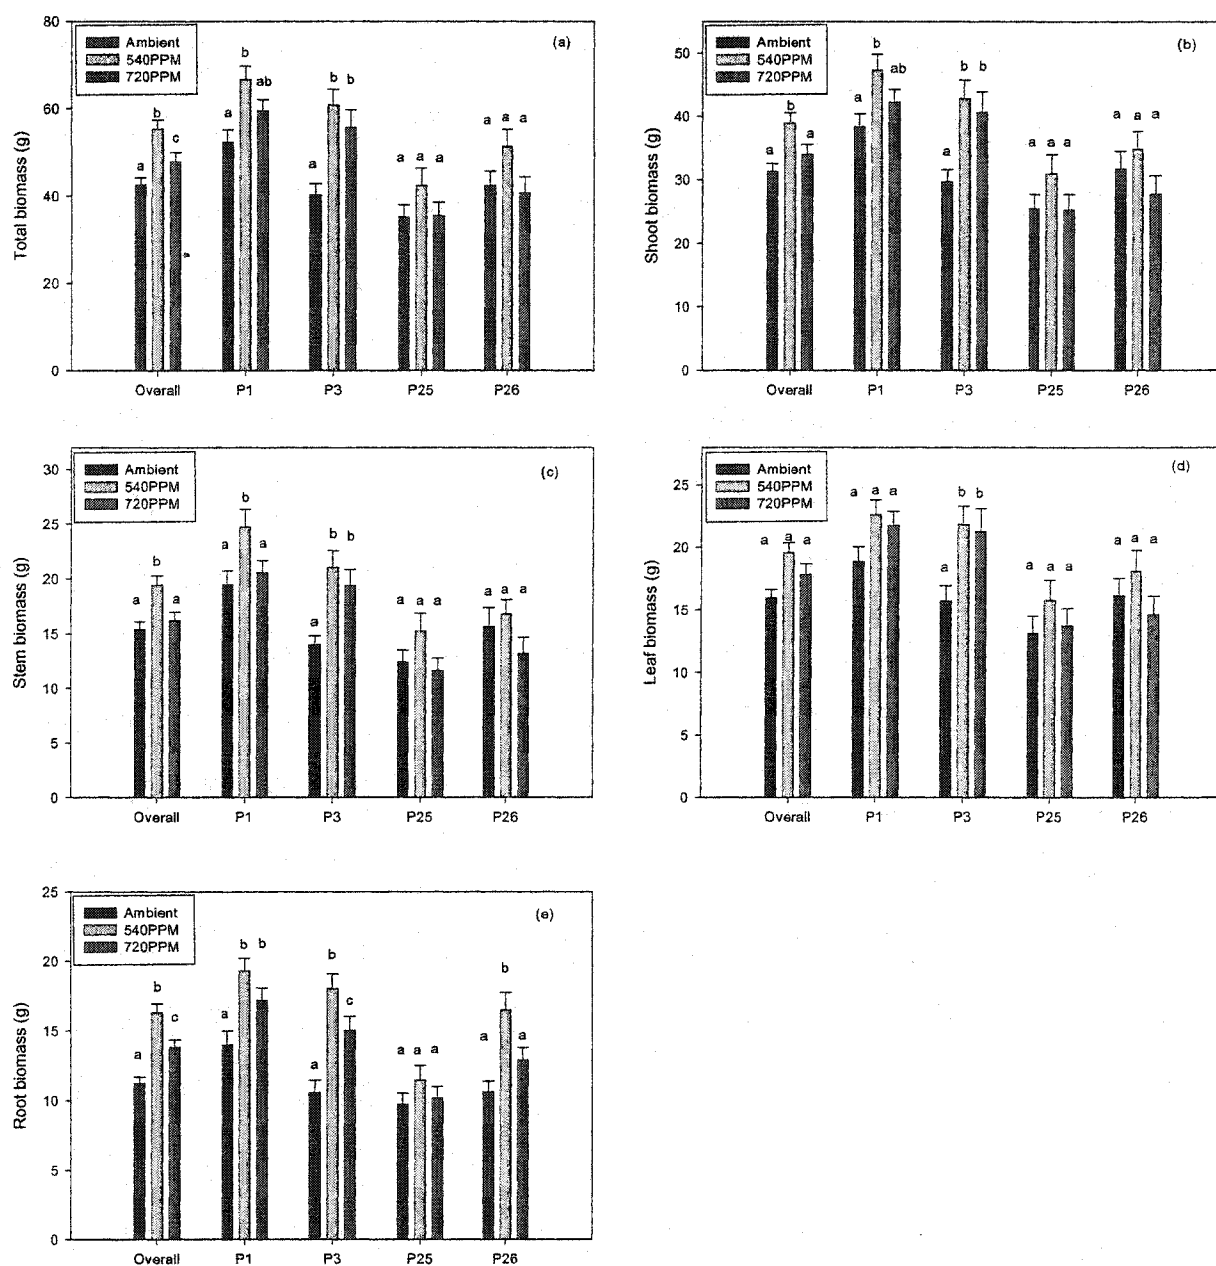 80
60
40
20
0
Total biomass (g)
Ambient
540PPM
720PPM
(a)
a b c
a b ab
a b b
a a a
a a a
Overall P1 P3 P25 P26
50
40
30
20
10
0
Shoot biomass (g)
Ambient
540PPM
720PPM
(b)
a b a
a b ab
a b b
a a a
a a a
Overall P1 P3 P25 P26
30
25
20
15
10
5
0
Stem biomass (g)
Ambient
540PPM
720PPM
(c)
a b a
a b a
a b b
a a a
a a a
Overall P1 P3 P25 P26
25
20
15
10
5
0
Leaf biomass (g)
Ambient
540PPM
720PPM
(d)
a a a
a a a
a b b
a a a
a a a
Overall P1 P3 P25 P26
25
20
15
10
5
0
Root biomass (g)
Ambient
540PPM
720PPM
(e)
a b c
a b b
a b c
a a a
a b a
Overall P1 P3 P25 P26